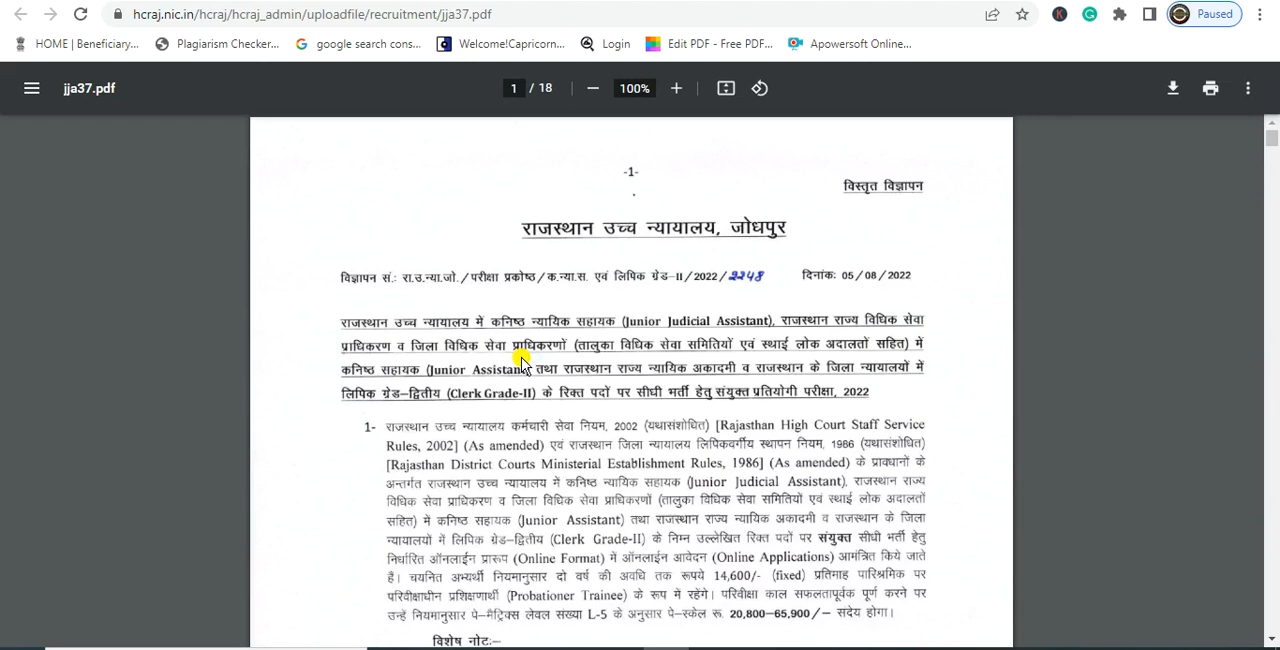 hcraj.nic.in/hcraj/hcraj_admin/uploadfile/recruitment/jja37.pdf
Paused
HOME | Beneficiary...
Plagiarism Checker...
google search cons...
Welcome!Capricorn...
Login
Edit PDF - Free PDF...
Apowersoft Online...
jja37.pdf
1 / 18
100%
-1-
विस्तृत विज्ञापन
राजस्थान उच्च न्यायालय, जोधपुर
विज्ञापन सं.: रा.उ.न्या.जो./परीक्षा प्रकोष्ठ/क.न्या.स. एवं लिपिक ग्रेड-II/2022/2248 दिनांक: 05/08/2022
राजस्थान उच्च न्यायालय में कनिष्ठ न्यायिक सहायक (Junior Judicial Assistant), राजस्थान राज्य विधिक सेवा
प्राधिकरण व जिला विधिक सेवा प्राधिकरणों (तालुका विधिक सेवा समितियों एवं स्थाई लोक अदालतों सहित) में
कनिष्ठ सहायक (Junior Assistant तथा राजस्थान राज्य न्यायिक अकादमी व राजस्थान के जिला न्यायालयों में
लिपिक ग्रेड–द्वितीय (Clerk Grade-II) के रिक्त पदों पर सीधी भर्ती हेतु संयुक्त प्रतियोगी परीक्षा, 2022
1- राजस्थान उच्च न्यायालय कर्मचारी सेवा नियम, 2002 (यथासंशोधित) [Rajasthan High Court Staff Service
Rules, 2002] (As amended) एवं राजस्थान जिला न्यायालय लिपिकवर्गीय स्थापन नियम, 1986 (यथासंशोधित)
[Rajasthan District Courts Ministerial Establishment Rules, 1986] (As amended) के प्रावधानों के
अन्तर्गत राजस्थान उच्च न्यायालय में कनिष्ठ न्यायिक सहायक (Junior Judicial Assistant), राजस्थान राज्य
विधिक सेवा प्राधिकरण व जिला विधिक सेवा प्राधिकरणों (तालुका विधिक सेवा समितियों एवं स्थाई लोक अदालतों
सहित) में कनिष्ठ सहायक (Junior Assistant) तथा राजस्थान राज्य न्यायिक अकादमी व राजस्थान के जिला
न्यायालयों में लिपिक ग्रेड–द्वितीय (Clerk Grade-II) के निम्न उल्लेखित रिक्त पदों पर संयुक्त सीधी भर्ती हेतु
निर्धारित ऑनलाईन प्रारूप (Online Format) में ऑनलाईन आवेदन (Online Applications) आमंत्रित किये जाते
हैं। चयनित अभ्यर्थी नियमानुसार दो वर्ष की अवधि तक रूपये 14,600/- (fixed) प्रतिमाह पारिश्रमिक पर
परिवीक्षाधीन प्रशिक्षणार्थी (Probationer Trainee) के रूप में रहेंगे। परिवीक्षा काल सफलतापूर्वक पूर्ण करने पर
उन्हें नियमानुसार पे–मैट्रिक्स लेवल संख्या L-5 के अनुसार पे–स्केल रू. 20,800–65,900/– संदेय होगा।
विशेष नोट:–